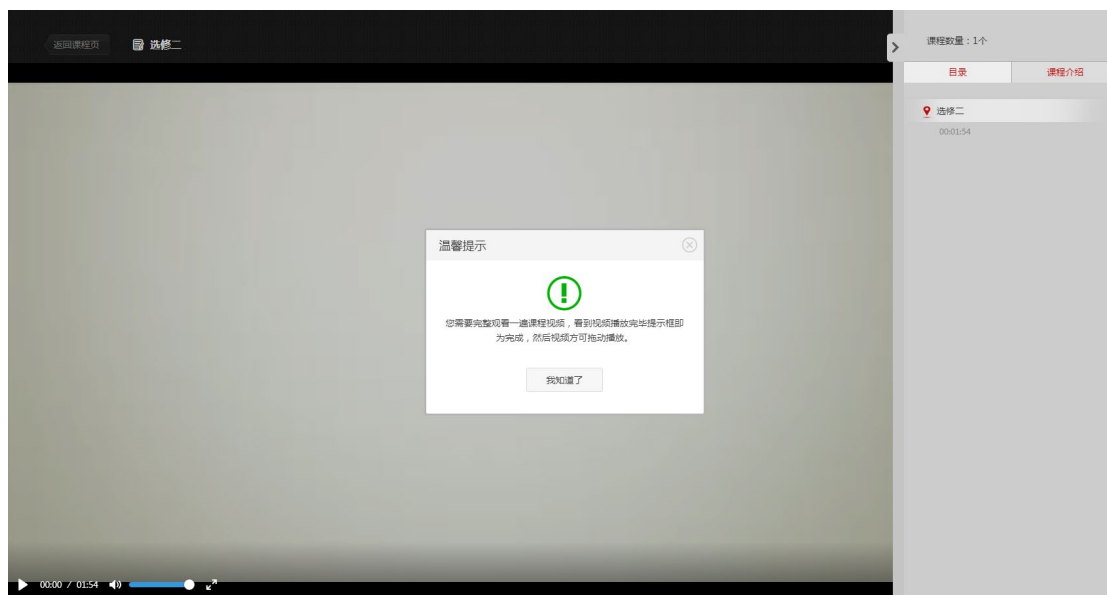 返回课程页
选修二
课程数量：1个
目录 课程介绍
选修二
00:01:54
温馨提示
您需要完整观看一遍课程视频，看到视频播放完毕提示框即
为完成，然后视频方可拖动播放。
我知道了
00:00 / 01:54